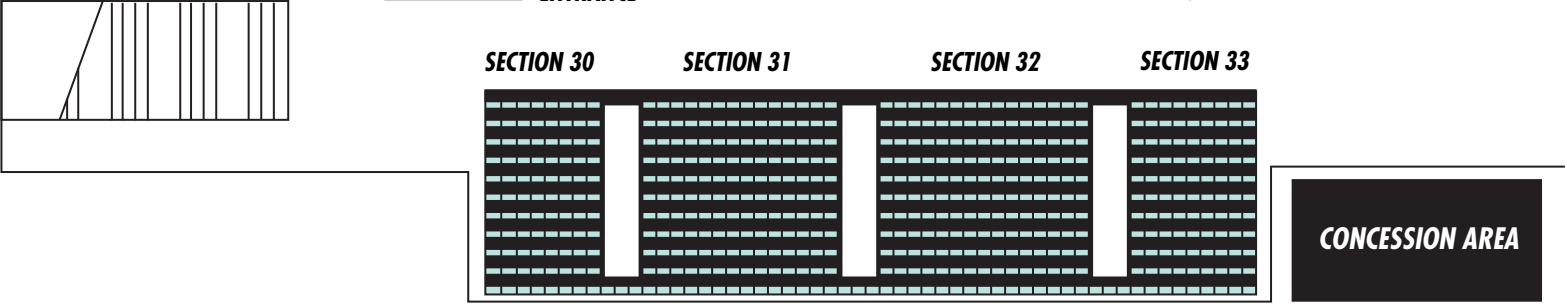 SECTION 30 SECTION 31 SECTION 32 SECTION 33
CONCESSION AREA